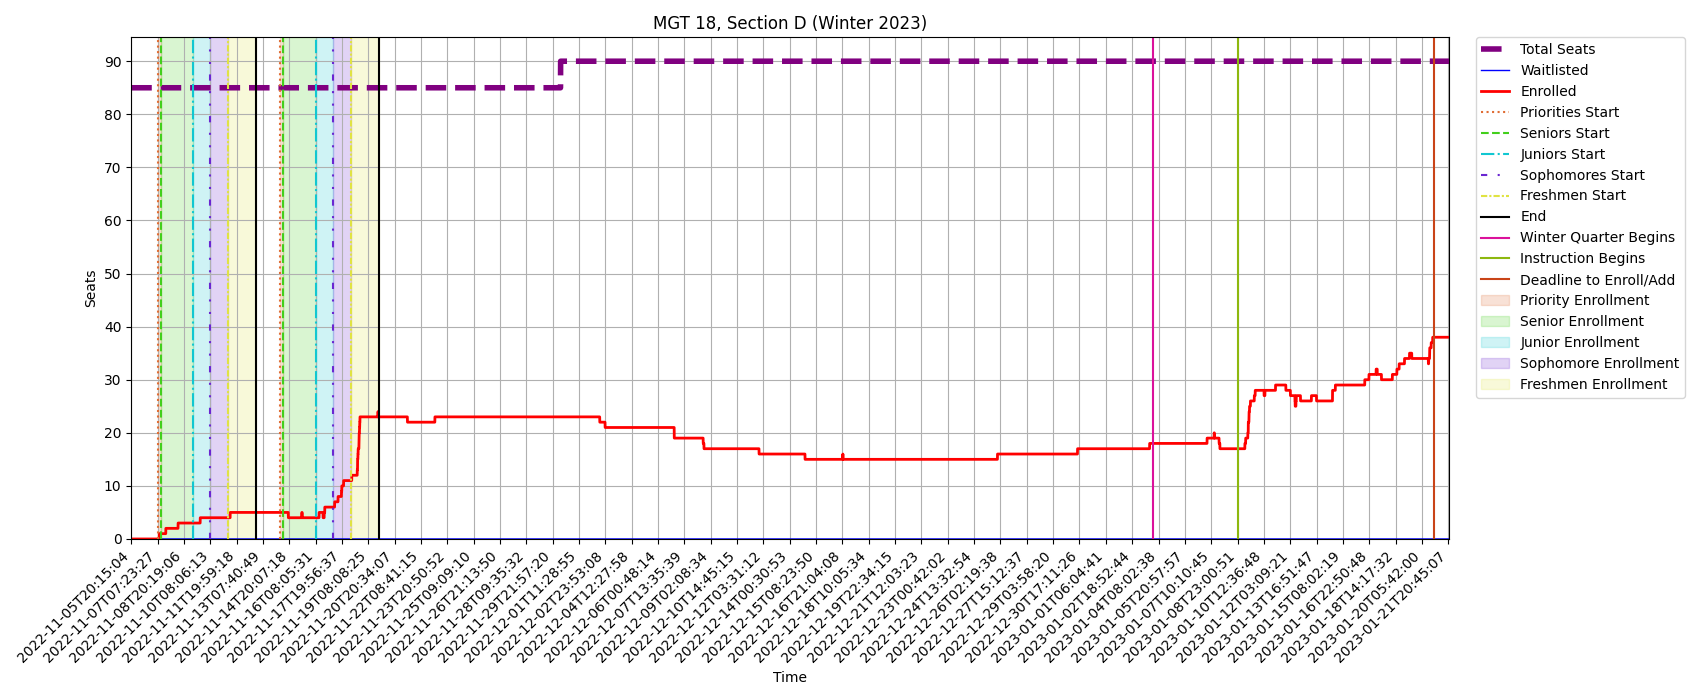 MGT 18, Section D (Winter 2023)
Seats
90
80
70
60
50
40
30
20
10
0
2022-11-05T20:15:04
2022-11-07T07:23:27
2022-11-08T20:19:06
2022-11-10T08:06:13
2022-11-11T19:59:18
2022-11-13T07:40:49
2022-11-14T20:07:18
2022-11-16T08:05:31
2022-11-17T19:56:37
2022-11-19T08:08:25
2022-11-20T20:34:07
2022-11-22T08:41:15
2022-11-23T20:50:52
2022-11-25T09:09:10
2022-11-26T21:13:50
2022-11-28T09:35:32
2022-11-29T21:57:20
2022-12-01T11:28:55
2022-12-02T23:53:08
2022-12-04T12:27:58
2022-12-06T00:48:14
2022-12-07T13:35:39
2022-12-09T02:08:34
2022-12-10T14:45:15
2022-12-12T03:31:12
2022-12-14T00:30:53
2022-12-15T08:23:50
2022-12-16T21:04:08
2022-12-18T10:05:34
2022-12-19T22:34:15
2022-12-21T12:03:23
2022-12-23T00:42:02
2022-12-24T13:32:54
2022-12-26T02:19:38
2022-12-27T15:12:37
2022-12-29T03:58:20
2022-12-30T17:11:26
2023-01-01T06:04:41
2023-01-02T18:52:44
2023-01-04T08:02:38
2023-01-05T20:57:57
2023-01-07T10:10:45
2023-01-08T23:00:51
2023-01-10T12:36:48
2023-01-12T03:09:21
2023-01-13T16:51:47
2023-01-15T08:02:19
2023-01-16T22:50:48
2023-01-18T14:17:32
2023-01-20T05:42:00
2023-01-21T20:45:07
Time
Total Seats
Waitlisted
Enrolled
Priorities Start
Seniors Start
Juniors Start
Sophomores Start
Freshmen Start
End
Winter Quarter Begins
Instruction Begins
Deadline to Enroll/Add
Priority Enrollment
Senior Enrollment
Junior Enrollment
Sophomore Enrollment
Freshmen Enrollment